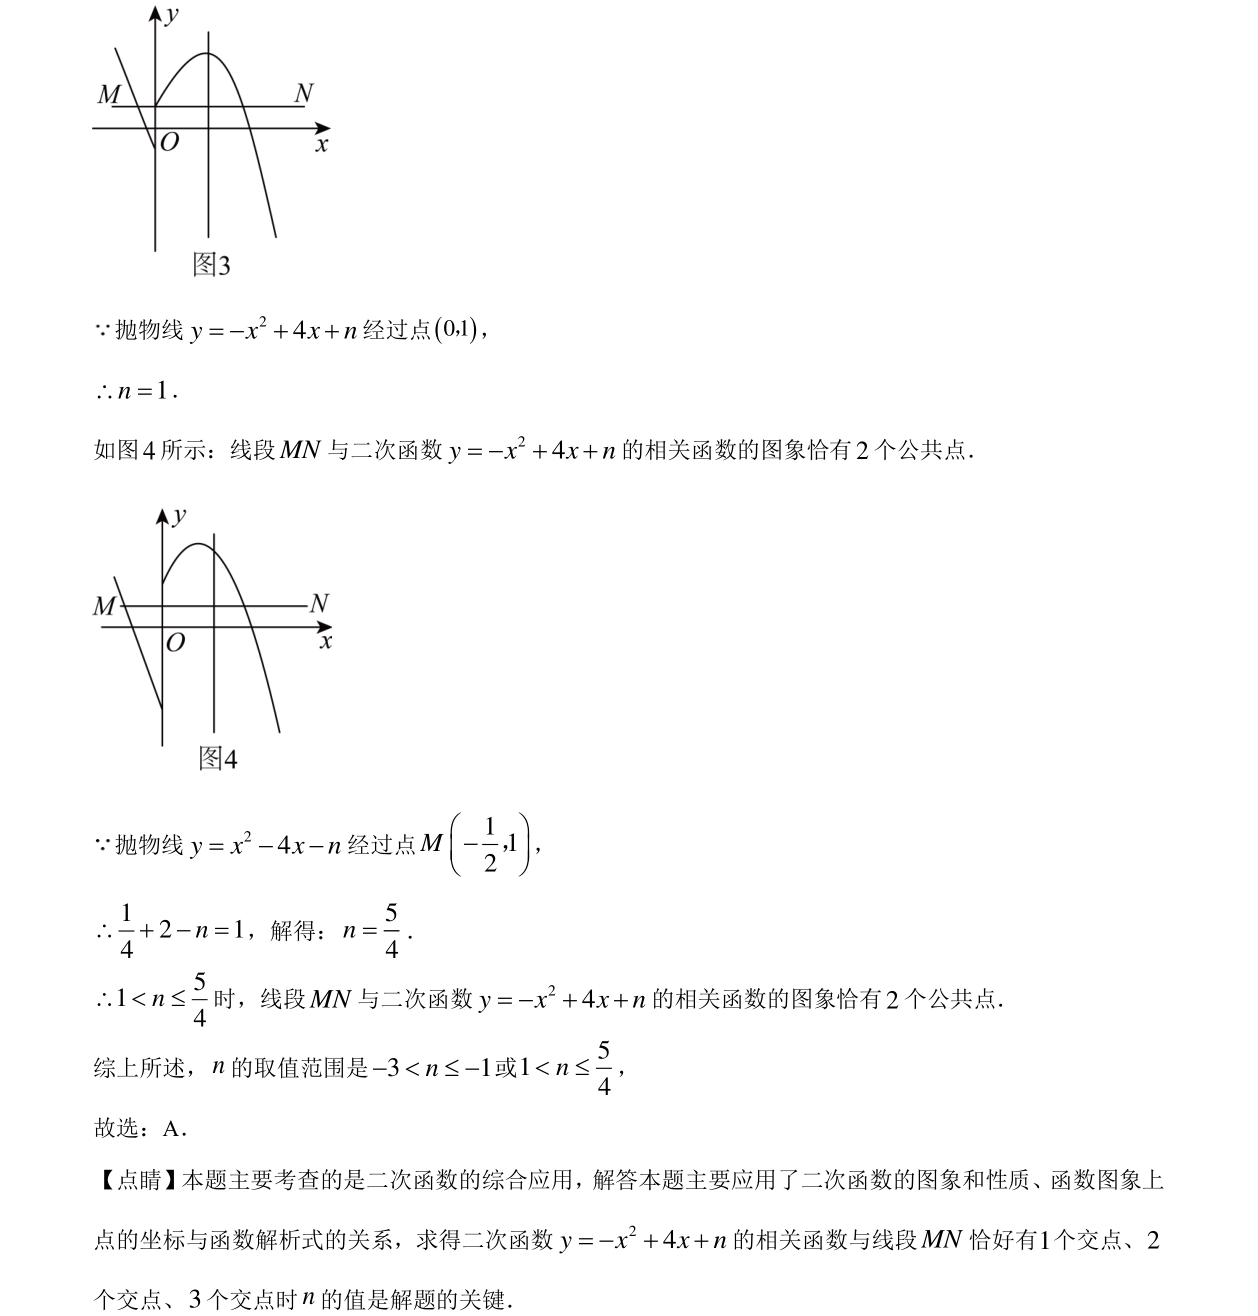 y
M
N
O
x
图3
∵抛物线 y=−x²+4x+n 经过点(0,1),
∴n=1.
如图4所示：线段MN与二次函数 y=−x²+4x+n 的相关函数的图象恰有2个公共点.
y
M
N
O
x
图4
∵抛物线 y=x²−4x−n 经过点M(−1/2,1),
∴1/4+2−n=1，解得：n=5/4.
∴1<n≤5/4时，线段MN与二次函数 y=−x²+4x+n 的相关函数的图象恰有2个公共点.
综上所述，n的取值范围是−3<n≤−1或1<n≤5/4,
故选：A.
【点睛】本题主要考查的是二次函数的综合应用，解答本题主要应用了二次函数的图象和性质、函数图象上
点的坐标与函数解析式的关系，求得二次函数 y=−x²+4x+n 的相关函数与线段MN恰好有1个交点、2
个交点、3个交点时n的值是解题的关键.